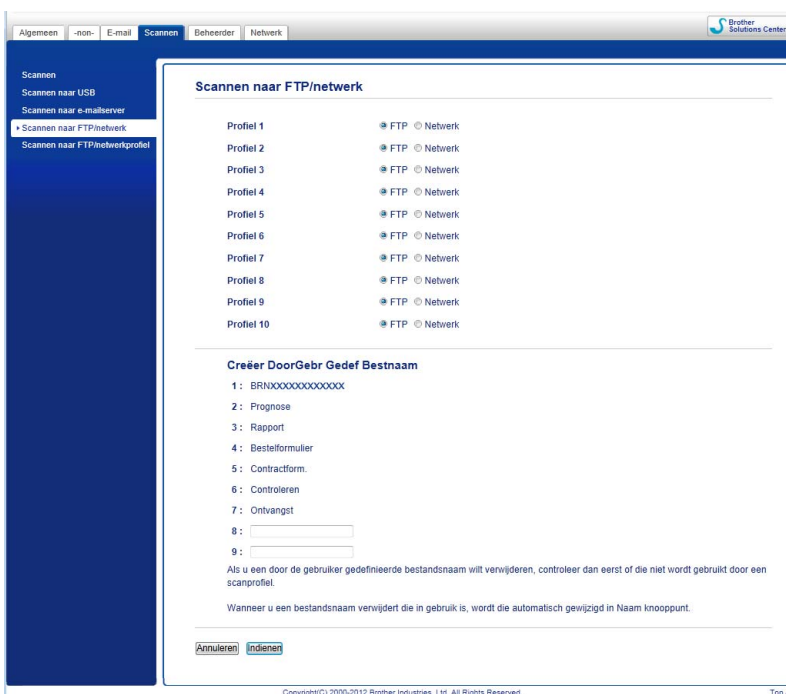 Algemeen -non- E-mail Scannen Beheerder Netwerk
Brother
Solutions Center
Scannen
Scannen naar USB
Scannen naar e-mailserver
Scannen naar FTP/netwerk
Scannen naar FTP/netwerkprofiel
Scannen naar FTP/netwerk
Profiel 1 FTP Netwerk
Profiel 2 FTP Netwerk
Profiel 3 FTP Netwerk
Profiel 4 FTP Netwerk
Profiel 5 FTP Netwerk
Profiel 6 FTP Netwerk
Profiel 7 FTP Netwerk
Profiel 8 FTP Netwerk
Profiel 9 FTP Netwerk
Profiel 10 FTP Netwerk
Creëer DoorGebr Gedef Bestnaam
1 : BRNXXXXXXXXXXXX
2 : Prognose
3 : Rapport
4 : Bestelformulier
5 : Contractform.
6 : Controleren
7 : Ontvangst
8 :
9 :
Als u een door de gebruiker gedefinieerde bestandsnaam wilt verwijderen, controleer dan eerst of die niet wordt gebruikt door een
scanprofiel.
Wanneer u een bestandsnaam verwijdert die in gebruik is, wordt die automatisch gewijzigd in Naam knooppunt.
Annuleren Indienen
Copyright(C) 2000-2012 Brother Industries, Ltd. All Rights Reserved.
Top